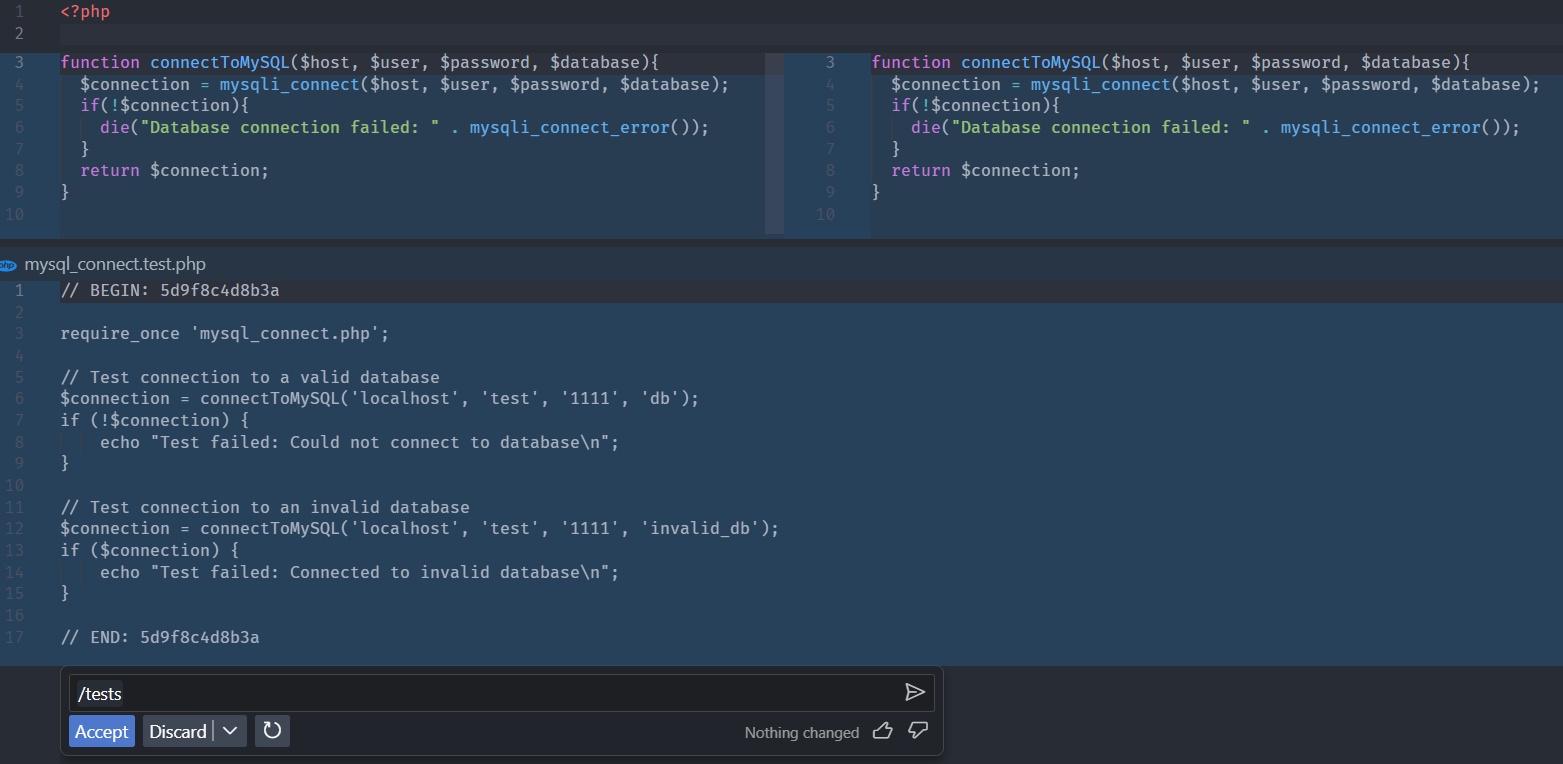 1 <?php
2
3 function connectToMySQL($host, $user, $password, $database){
4   $connection = mysqli_connect($host, $user, $password, $database);
5   if(!$connection){
6     die("Database connection failed: " . mysqli_connect_error());
7   }
8   return $connection;
9 }
10
3 function connectToMySQL($host, $user, $password, $database){
4   $connection = mysqli_connect($host, $user, $password, $database);
5   if(!$connection){
6     die("Database connection failed: " . mysqli_connect_error());
7   }
8   return $connection;
9 }
10
php mysql_connect.test.php
1 // BEGIN: 5d9f8c4d8b3a
2
3 require_once 'mysql_connect.php';
4
5 // Test connection to a valid database
6 $connection = connectToMySQL('localhost', 'test', '1111', 'db');
7 if (!$connection) {
8     echo "Test failed: Could not connect to database\n";
9 }
10
11 // Test connection to an invalid database
12 $connection = connectToMySQL('localhost', 'test', '1111', 'invalid_db');
13 if ($connection) {
14     echo "Test failed: Connected to invalid database\n";
15 }
16
17 // END: 5d9f8c4d8b3a
/tests
Accept Discard Nothing changed